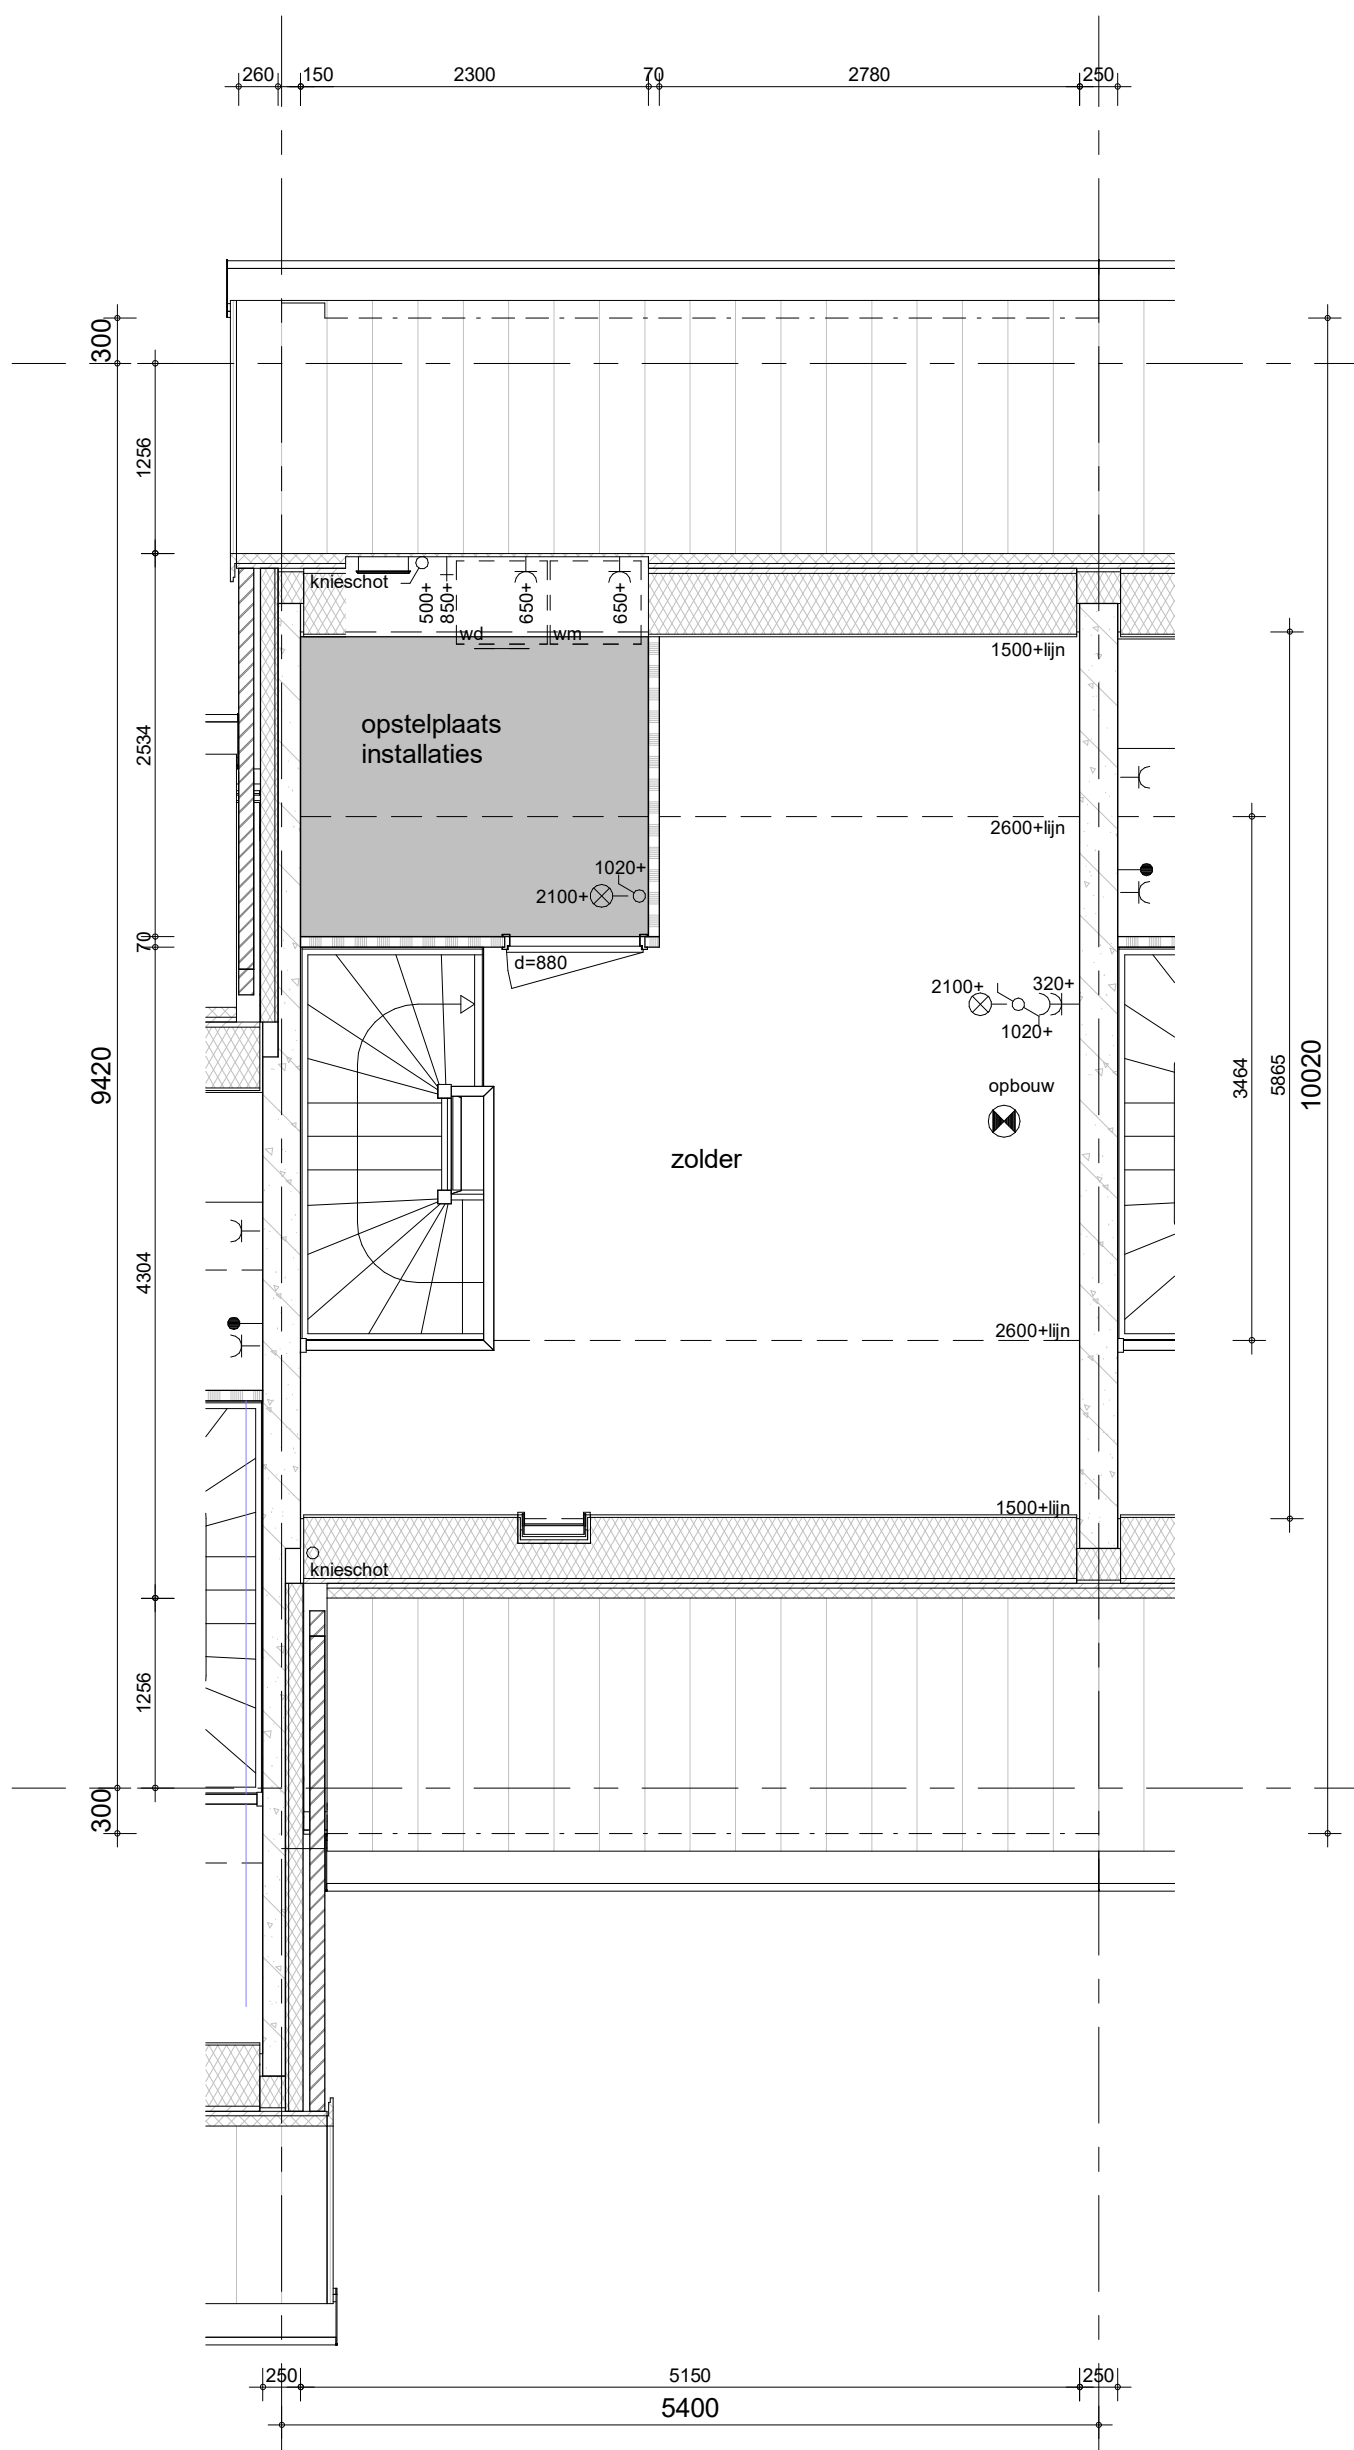 260
150
2300
70
2780
250
300
1256
knieschot
500+
850+
650+
650+
wd
wm
1500+lijn
opstelplaats
installaties
2534
2600+lijn
1020+
2100+
70
d=880
2100+
320+
1020+
9420
3464
5865
10020
opbouw
zolder
4304
2600+lijn
1500+lijn
knieschot
1256
300
250
5150
250
5400